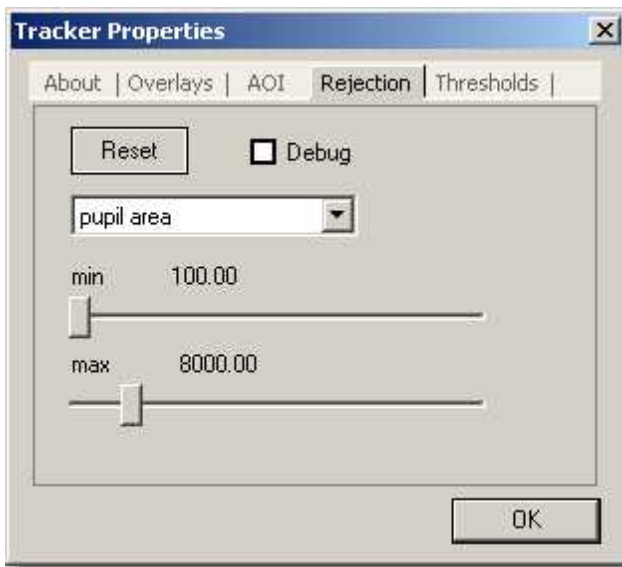 Tracker Properties
About | Overlays | AOI Rejection | Thresholds |
Reset Debug
pupil area
min 100.00
max 8000.00
OK